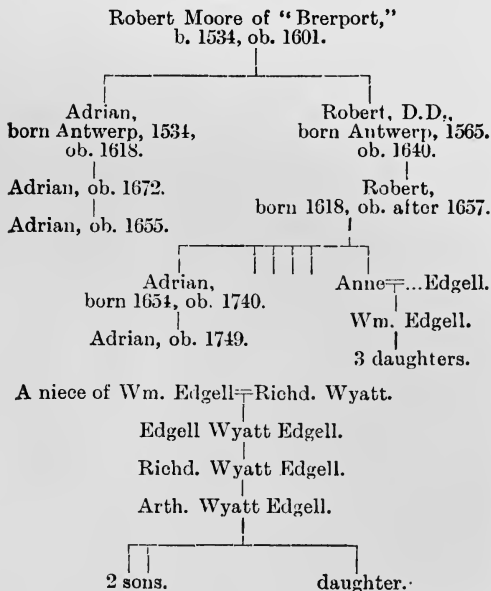 Robert Moore of "Brerport,"
b. 1534, ob. 1601.
Adrian,
born Antwerp, 1534,
ob. 1618.
Robert, D.D.,
born Antwerp, 1565.
ob. 1640.
Adrian, ob. 1672.
Adrian, ob. 1655.
Robert,
born 1618, ob. after 1657.
Adrian,
born 1654, ob. 1740.
Adrian, ob. 1749.
Anne=...Edgell.
Wm. Edgell.
3 daughters.
A niece of Wm. Edgell=Richd. Wyatt.
Edgell Wyatt Edgell.
Richd. Wyatt Edgell.
Arth. Wyatt Edgell.
2 sons.
daughter.